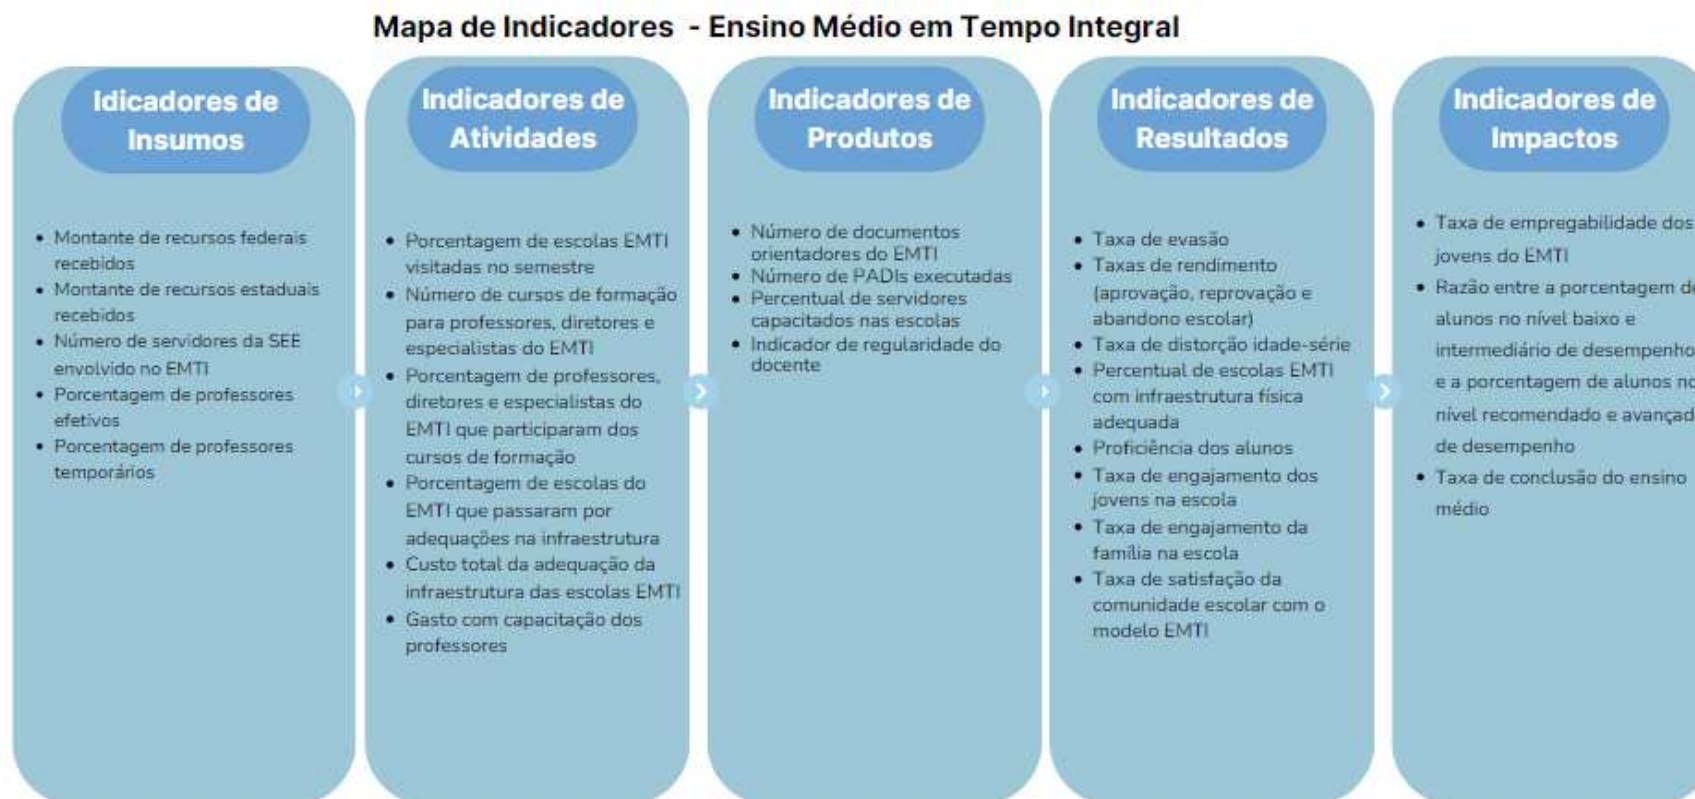 Mapa de Indicadores - Ensino Médio em Tempo Integral
Idicadores de
Insumos
• Montante de recursos federais
recebidos
• Montante de recursos estaduais
recebidos
• Número de servidores da SEE
envolvido no EMTI
• Porcentagem de professores
efetivos
• Porcentagem de professores
temporários
Indicadores de
Atividades
• Porcentagem de escolas EMTI
visitadas no semestre
• Número de cursos de formação
para professores, diretores e
especialistas do EMTI
• Porcentagem de professores,
diretores e especialistas do
EMTI que participaram dos
cursos de formação
• Porcentagem de escolas do
EMTI que passaram por
adequações na infraestrutura
• Custo total da adequação da
infraestrutura das escolas EMTI
• Gasto com capacitação dos
professores
Indicadores de
Produtos
• Número de documentos
orientadores do EMTI
• Número de PADIs executadas
• Percentual de servidores
capacitados nas escolas
• Indicador de regularidade do
docente
Indicadores de
Resultados
• Taxa de evasão
• Taxas de rendimento
(aprovação, reprovação e
abandono escolar)
• Taxa de distorção idade-série
• Percentual de escolas EMTI
com infraestrutura física
adequada
• Proficiência dos alunos
• Taxa de engajamento dos
jovens na escola
• Taxa de engajamento da
família na escola
• Taxa de satisfação da
comunidade escolar com o
modelo EMTI
Indicadores de
Impactos
• Taxa de empregabilidade dos
jovens do EMTI
• Razão entre a porcentagem de
alunos no nível baixo e
intermediário de desempenho
e a porcentagem de alunos no
nível recomendado e avançad
de desempenho
• Taxa de conclusão do ensino
médio